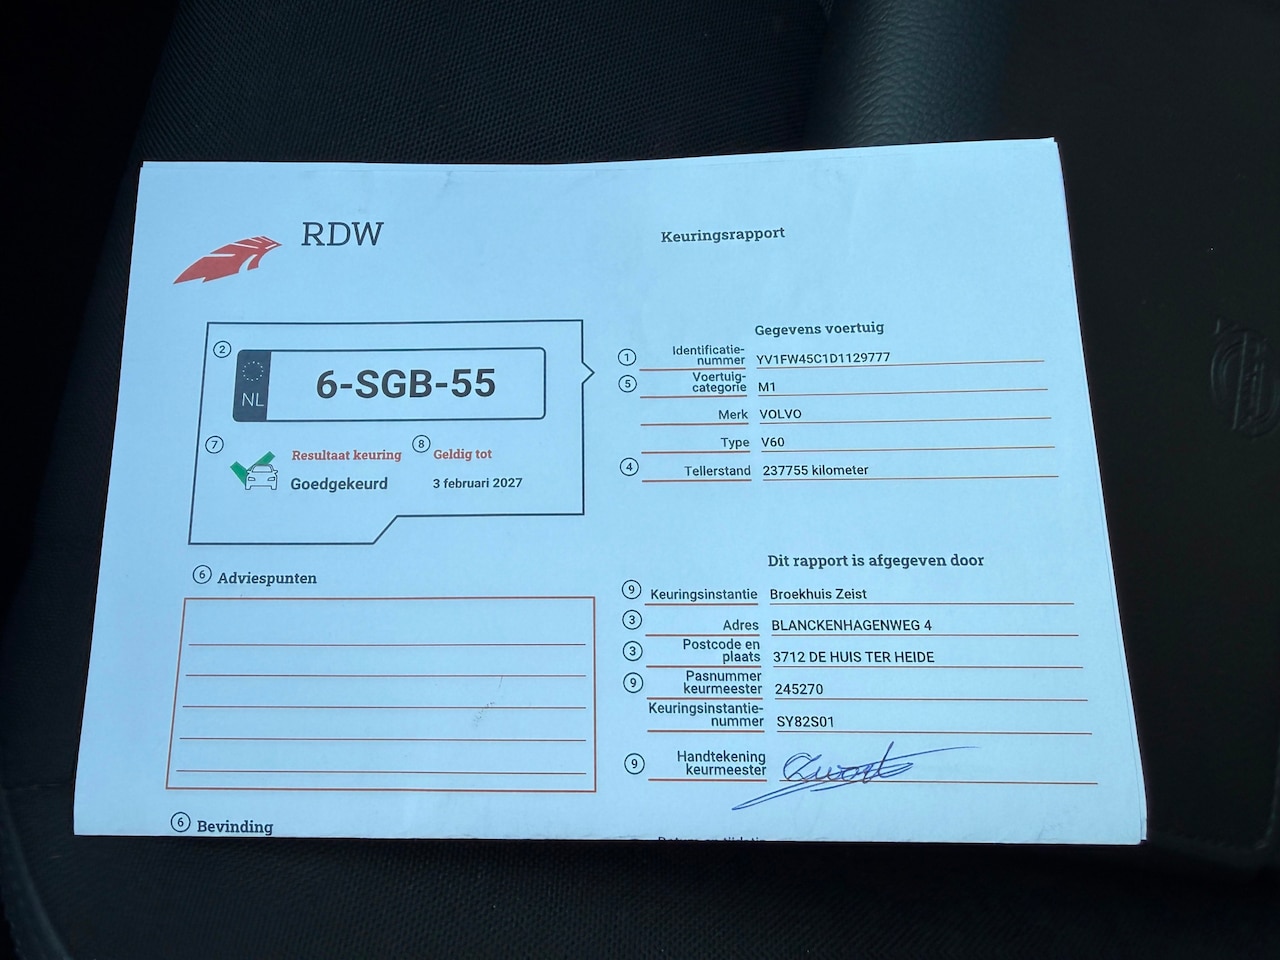 RDW
Keuringsrapport
2
NL
6-SGB-55
7
Resultaat keuring
Goedgekeurd
8
Geldig tot
3 februari 2027
6 Adviespunten
6 Bevinding
Gegevens voertuig
1 Identificatie-
nummer YV1FW45C1D1129777
5 Voertuig-
categorie M1
Merk VOLVO
Type V60
4 Tellerstand 237755 kilometer
Dit rapport is afgegeven door
9 Keuringsinstantie Broekhuis Zeist
3 Adres BLANCKENHAGENWEG 4
3 Postcode en
plaats 3712 DE HUIS TER HEIDE
9 Pasnummer
keurmeester 245270
Keuringsinstantie-
nummer SY82S01
9 Handtekening
keurmeester